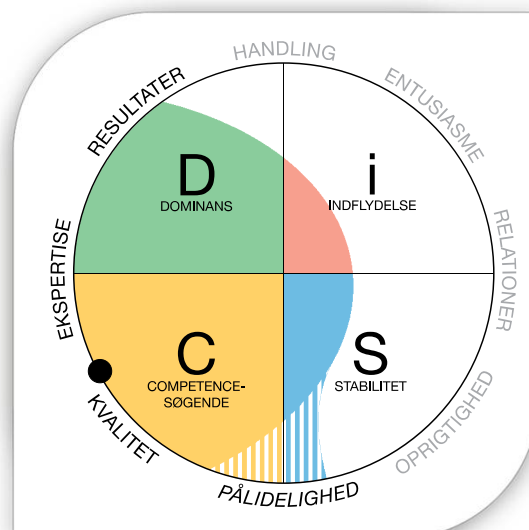 HANDLING
RESULTATER
ENTUSIASME
D
DOMINANS
i
INDFLYDELSE
EKSPERTISE
RELATIONER
C
COMPETENCE-
SØGENDE
S
STABILITET
KVALITET
OPRIGTIGHED
PÅLIDELIGHED